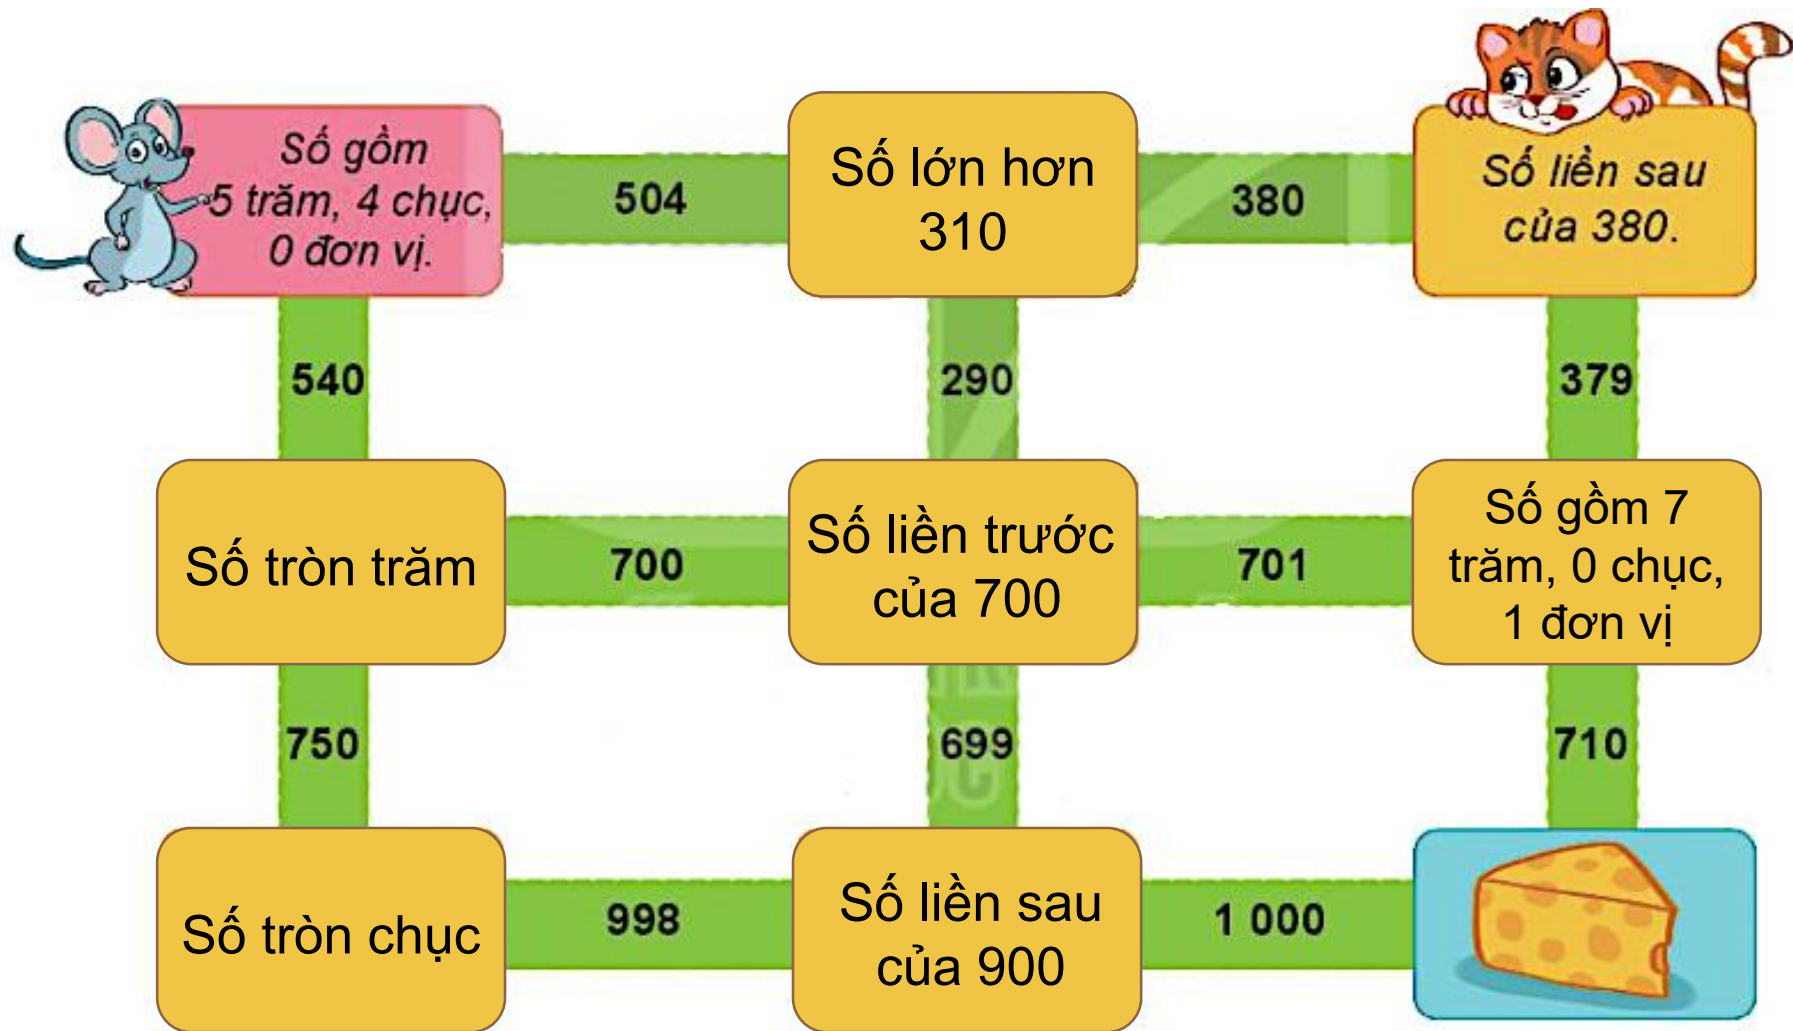 Số gồm
5 trăm, 4 chục,
0 đơn vị.
504
Số lớn hơn
310
380
Số liền sau
của 380.
540
290
379
Số tròn trăm
700
Số liền trước
của 700
701
Số gồm 7
trăm, 0 chục,
1 đơn vị
750
699
710
Số tròn chục
998
Số liền sau
của 900
1 000